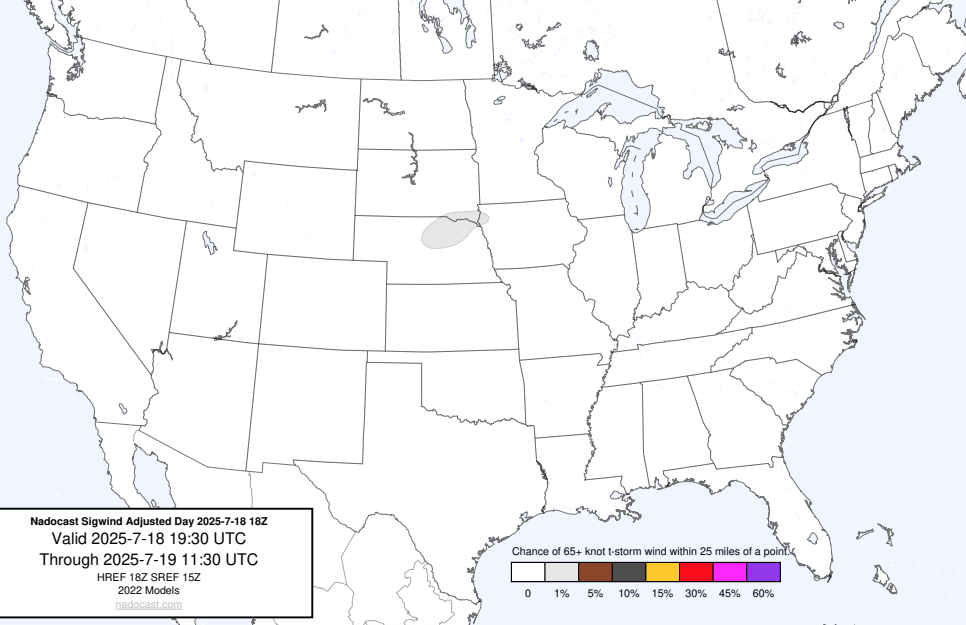 Nadocast Sigwind Adjusted Day 2025-7-18 18Z
Valid 2025-7-18 19:30 UTC
Through 2025-7-19 11:30 UTC
HREF 18Z SREF 15Z
2022 Models
nadocast.com
Chance of 65+ knot t-storm wind within 25 miles of a point.
0 1% 5% 10% 15% 30% 45% 60%